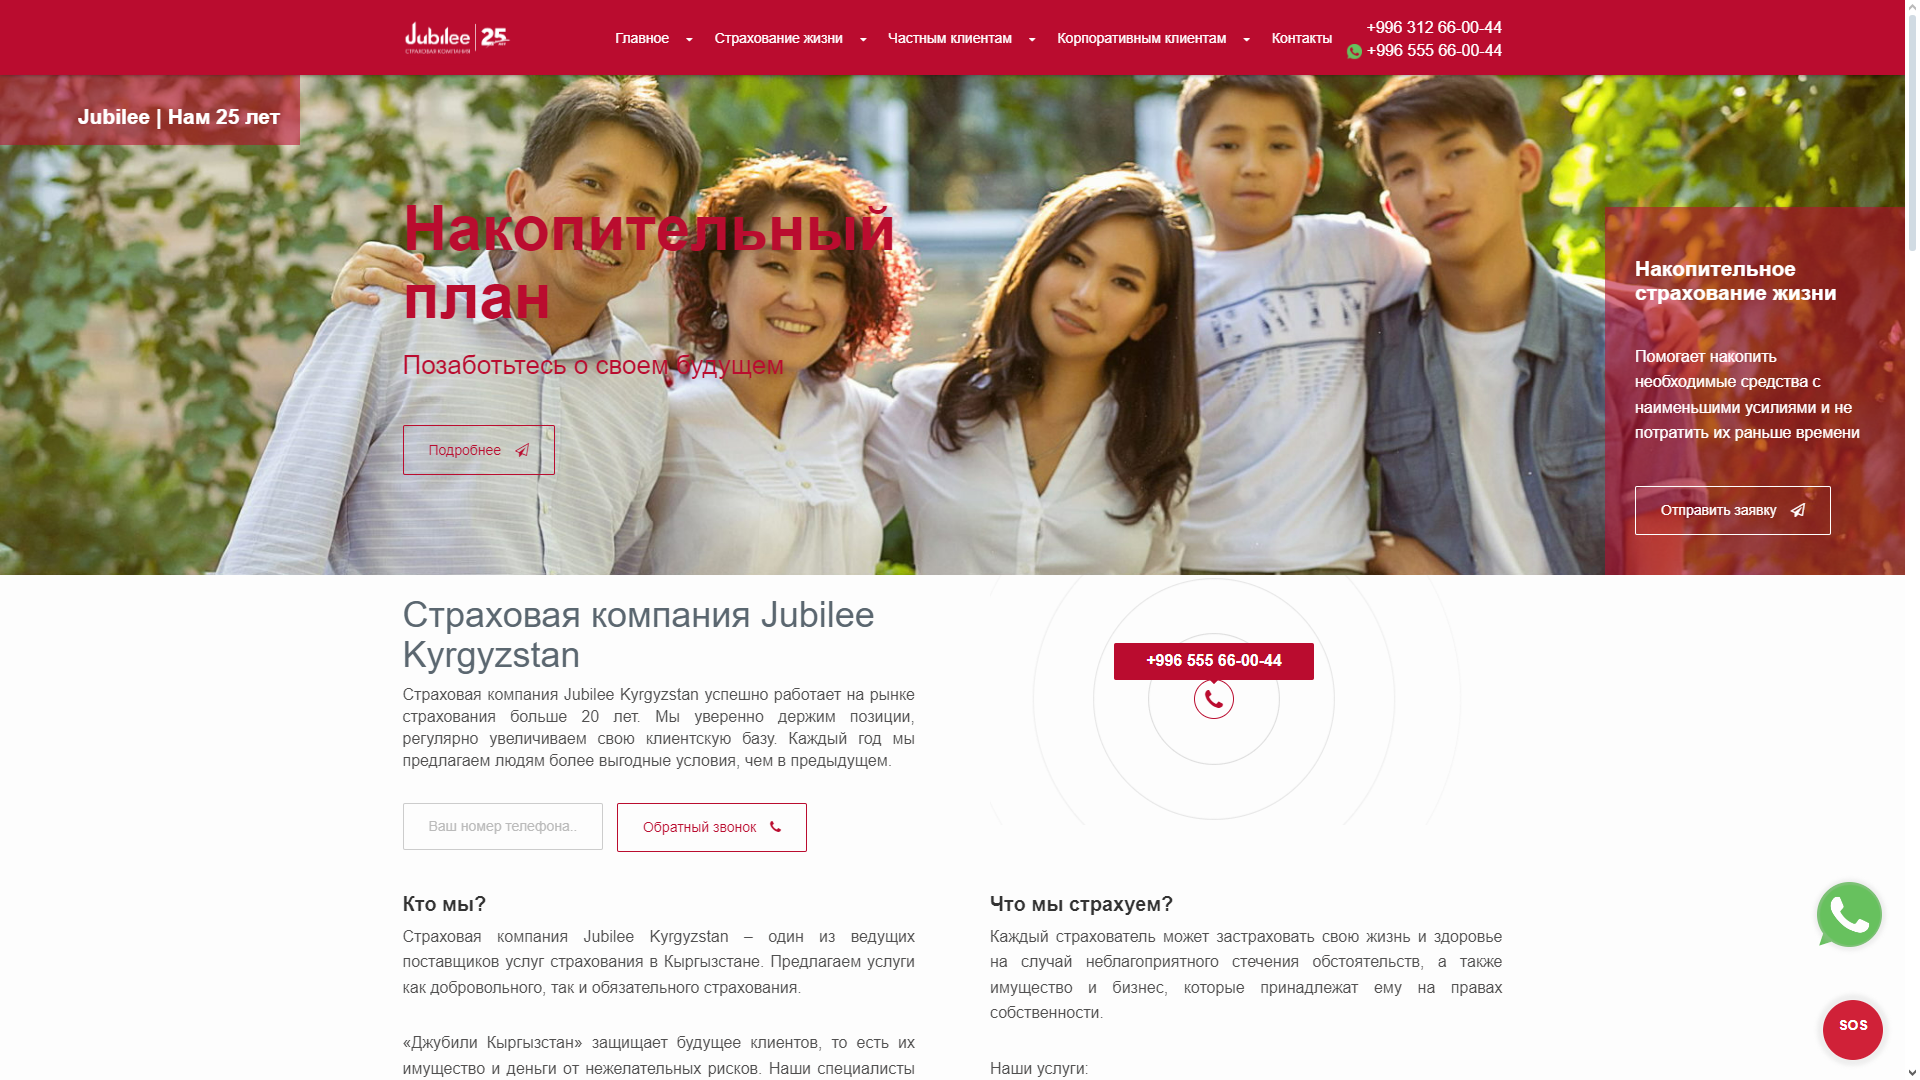 Jubilee 25
СТРАХОВАЯ КОМПАНИЯ
Главное
Страхование жизни
Частным клиентам
Корпоративным клиентам
Контакты
+996 312 66-00-44
+996 555 66-00-44
Jubilee | Нам 25 лет
Накопительный
план
Позаботьтесь о своем будущем
Подробнее
Накопительное
страхование жизни
Помогает накопить
необходимые средства с
наименьшими усилиями и не
потратить их раньше времени
Отправить заявку
Страховая компания Jubilee
Kyrgyzstan
Страховая компания Jubilee Kyrgyzstan успешно работает на рынке
страхования больше 20 лет. Мы уверенно держим позиции,
регулярно увеличиваем свою клиентскую базу. Каждый год мы
предлагаем людям более выгодные условия, чем в предыдущем.
Ваш номер телефона..
Обратный звонок
+996 555 66-00-44
Кто мы?
Страховая компания Jubilee Kyrgyzstan – один из ведущих
поставщиков услуг страхования в Кыргызстане. Предлагаем услуги
как добровольного, так и обязательного страхования.
«Джубили Кыргызстан» защищает будущее клиентов, то есть их
имущество и деньги от нежелательных рисков. Наши специалисты
Что мы страхуем?
Каждый страхователь может застраховать свою жизнь и здоровье
на случай неблагоприятного стечения обстоятельств, а также
имущество и бизнес, которые принадлежат ему на правах
собственности.
Наши услуги:
SOS